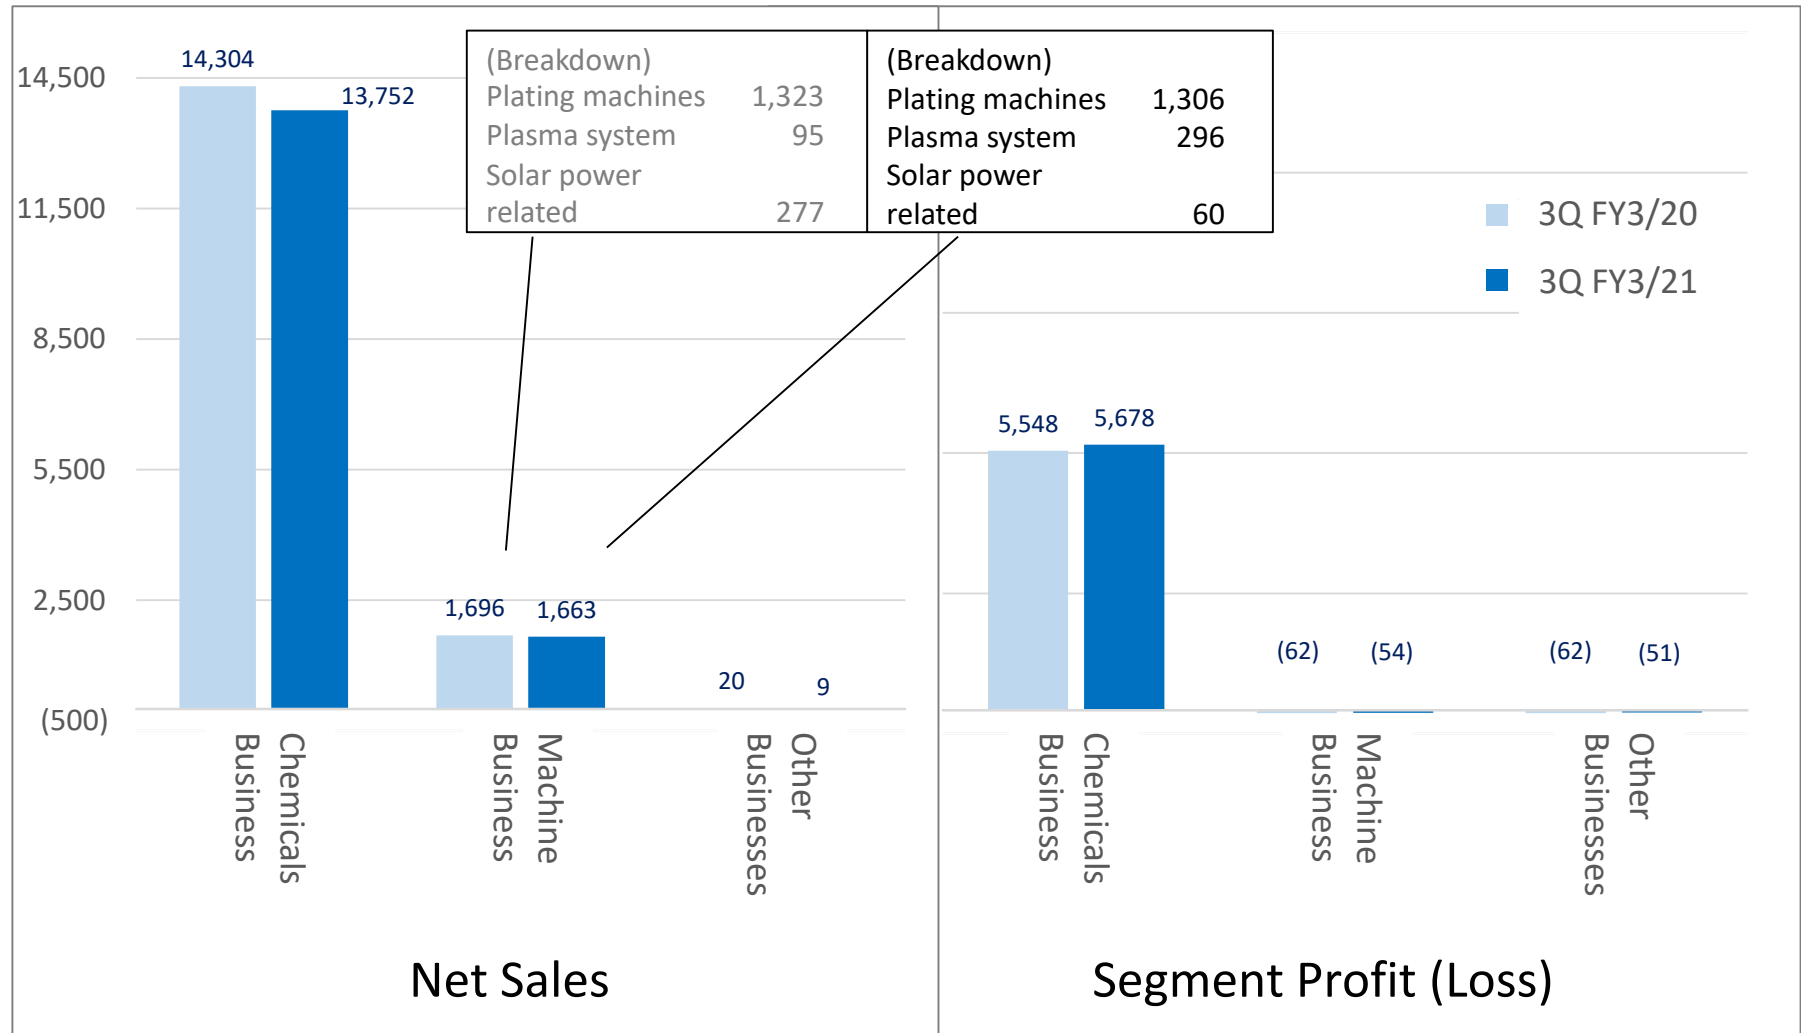 14,500
11,500
8,500
5,500
2,500
(500)
14,304
13,752
1,696
1,663
20
9
(Breakdown)
Plating machines 1,323
Plasma system 95
Solar power
related 277
(Breakdown)
Plating machines 1,306
Plasma system 296
Solar power
related 60
Chemicals
Business
Machine
Business
Other
Businesses
Net Sales
3Q FY3/20
3Q FY3/21
5,548
5,678
(62)
(54)
(62)
(51)
Chemicals
Business
Machine
Business
Other
Businesses
Segment Profit (Loss)